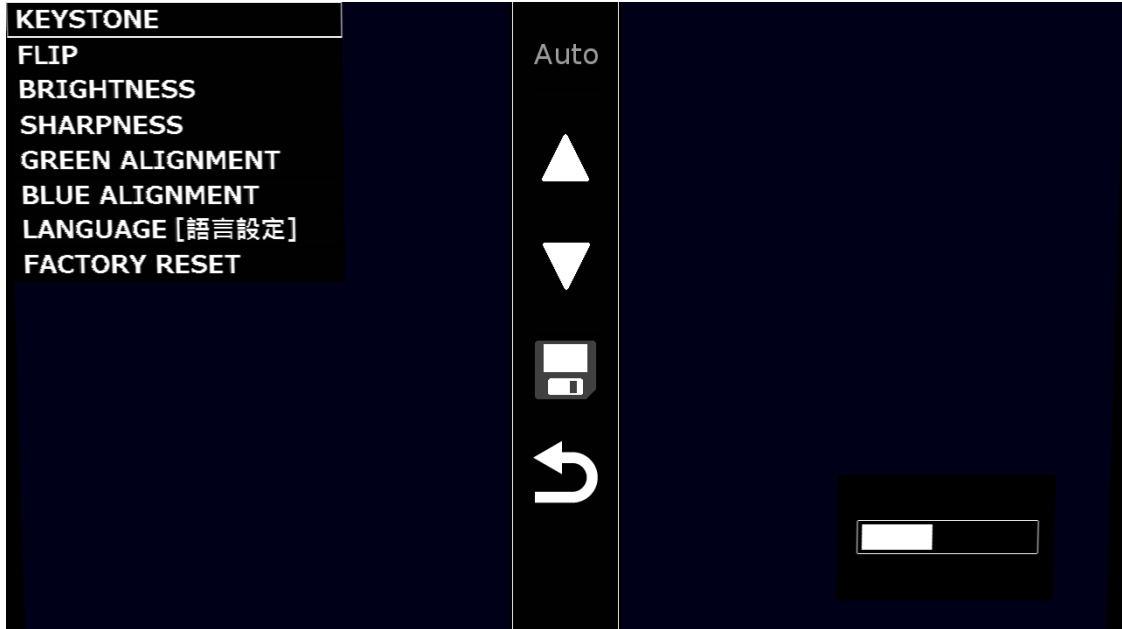 KEYSTONE
FLIP
BRIGHTNESS
SHARPNESS
GREEN ALIGNMENT
BLUE ALIGNMENT
LANGUAGE [語言設定]
FACTORY RESET
Auto